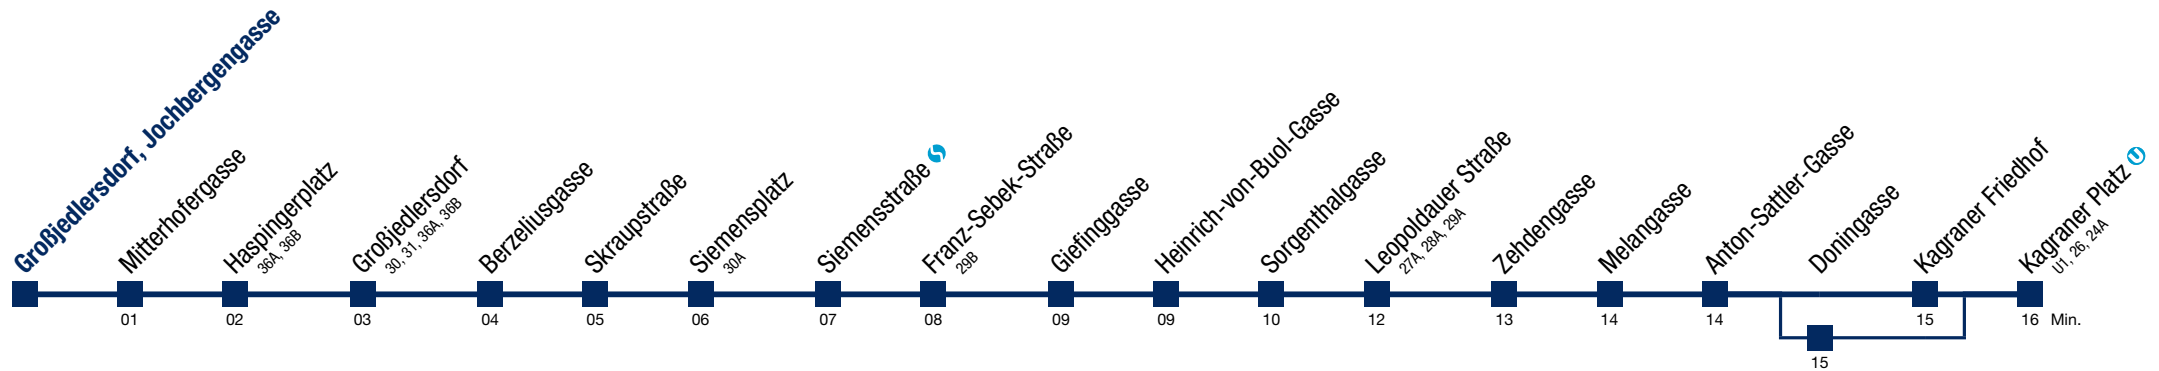 Großjedlersdorf, Jochbergengasse
Mitterhofergasse
01
Haspingerplatz
36A, 36B
02
Großjedlersdorf
30, 31, 36A, 36B
03
Berzeliusgasse
04
Skraupstraße
05
Siemensplatz
30A
06
Siemensstraße S
07
Franz-Sebek-Straße
29B
08
Giefinggasse
09
Heinrich-von-Buol-Gasse
09
Sorgenthalgasse
10
Leopoldauer Straße
27A, 28A, 29A
12
Zehdengasse
13
Melangasse
14
Anton-Sattler-Gasse
14
Doningasse
15
Kagraner Friedhof
15
Kagraner Platz U
U1, 26, 24A
16 Min.